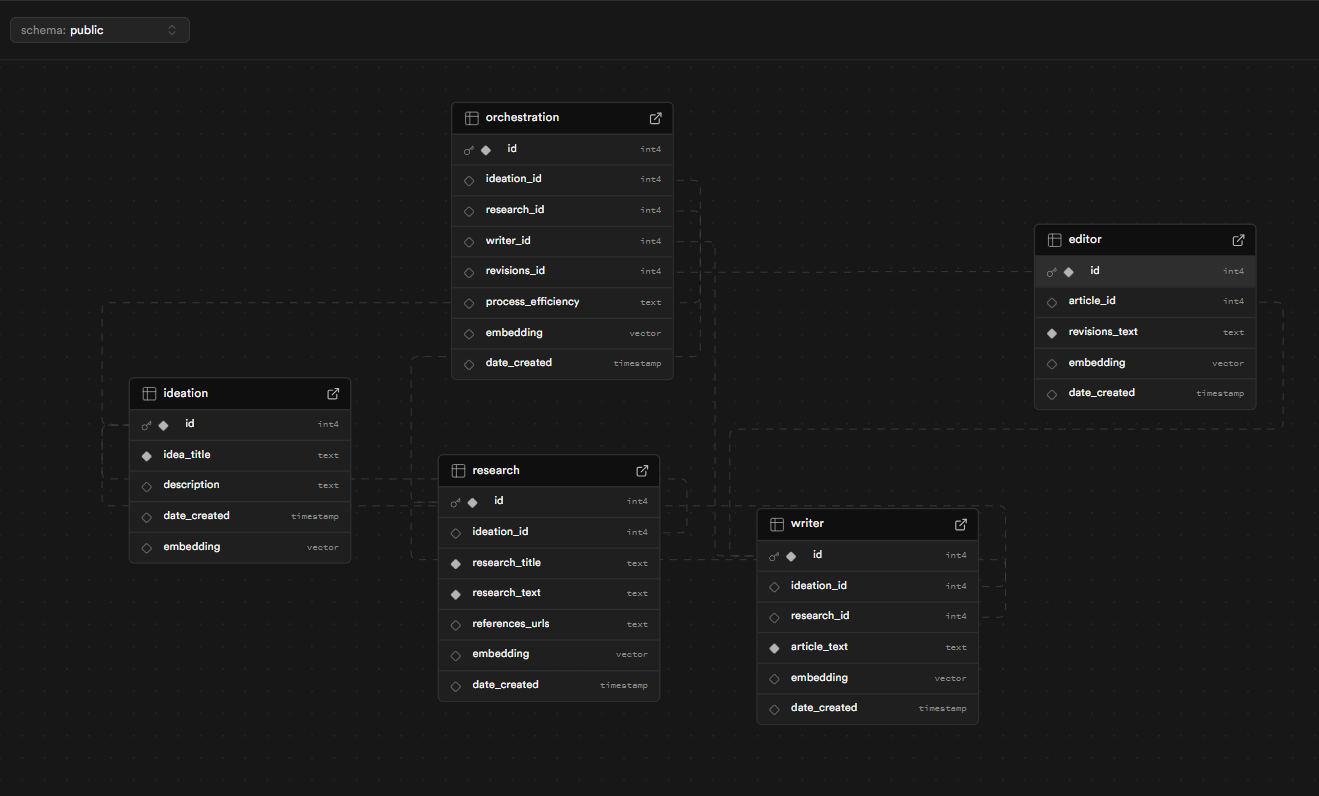 schema: public
orchestration
id int4
ideation_id int4
research_id int4
writer_id int4
revisions_id int4
process_efficiency text
embedding vector
date_created timestamp
editor
id int4
article_id int4
revisions_text text
embedding vector
date_created timestamp
ideation
id int4
idea_title text
description text
date_created timestamp
embedding vector
research
id int4
ideation_id int4
research_title text
research_text text
references_urls text
embedding vector
date_created timestamp
writer
id int4
ideation_id int4
research_id int4
article_text text
embedding vector
date_created timestamp